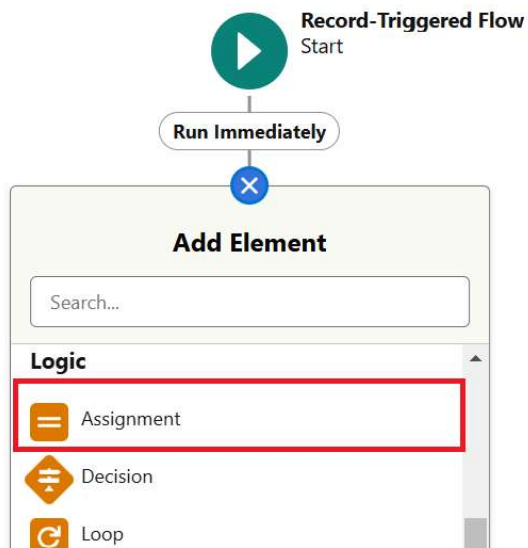 Record-Triggered Flow
Start
Run Immediately
Add Element
Search...
Logic
Assignment
Decision
Loop